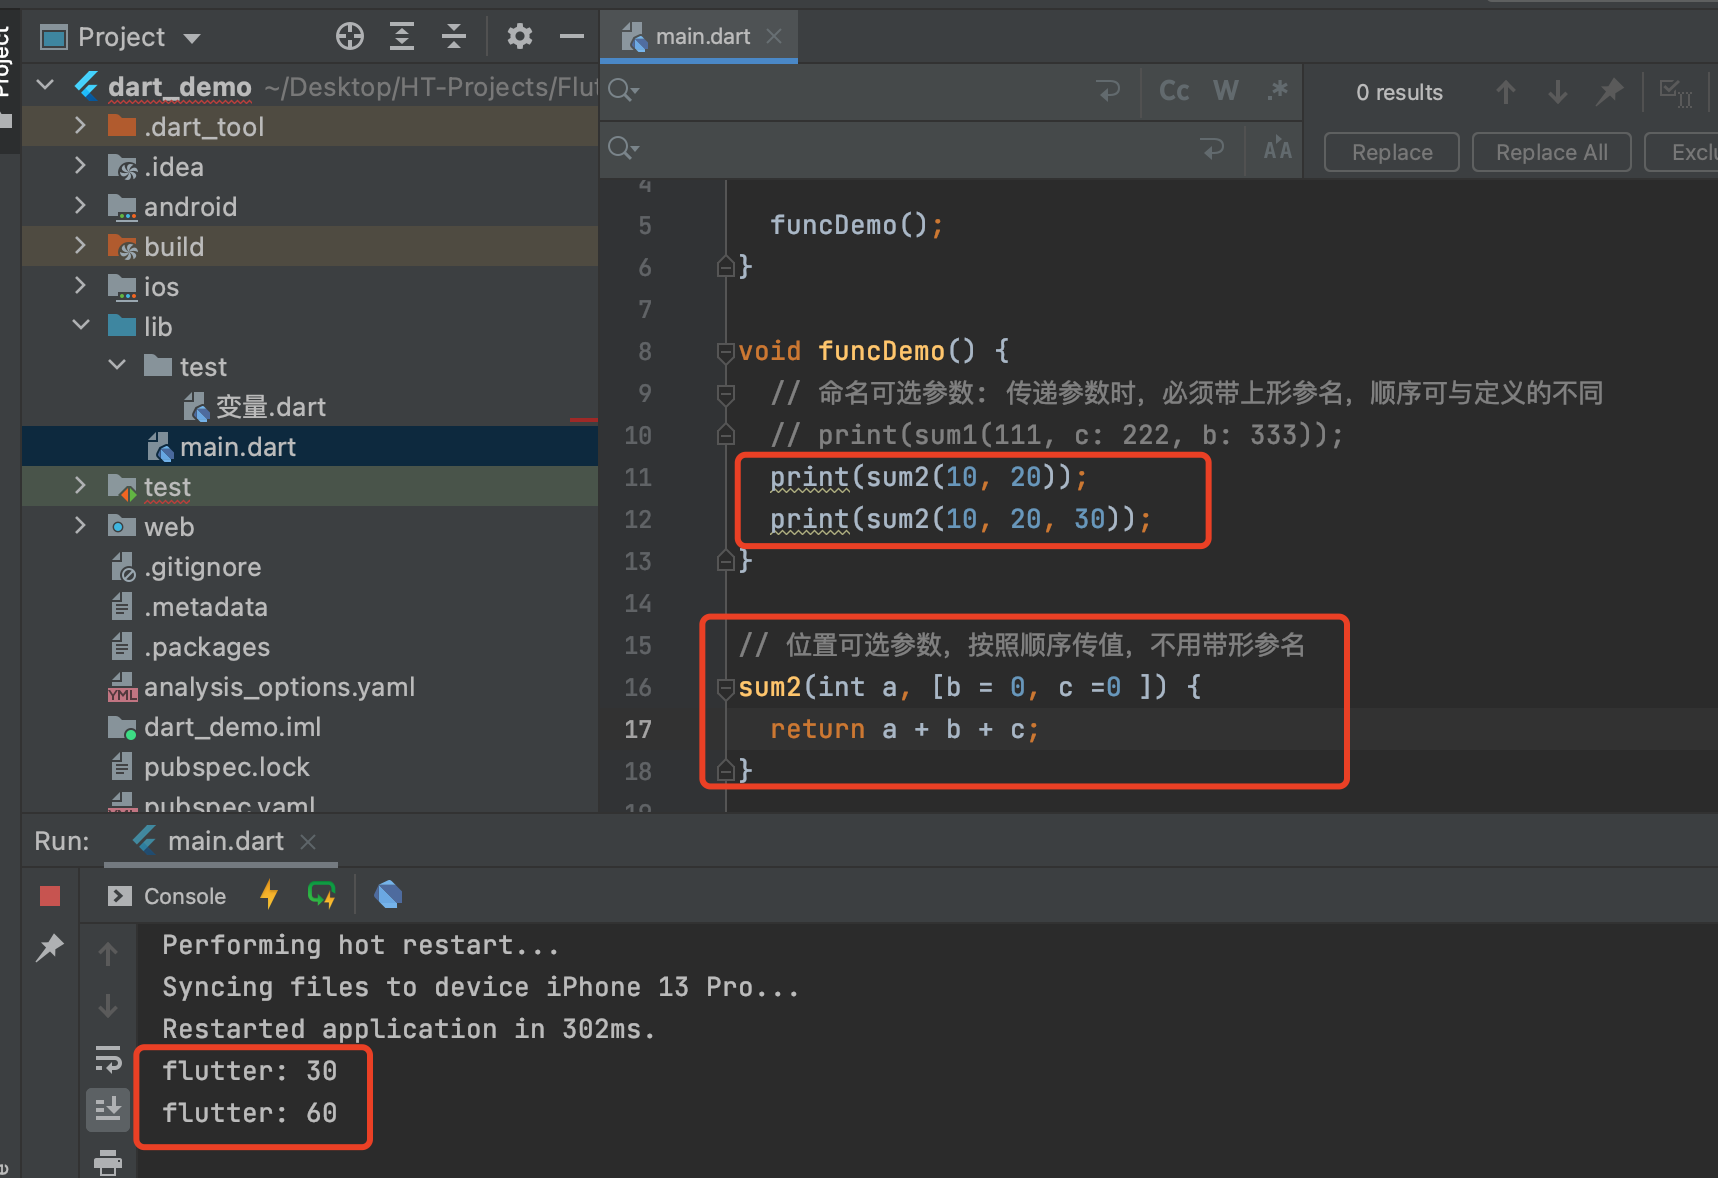 Project
Project
dart_demo ~/Desktop/HT-Projects/Flut
.dart_tool
.idea
android
build
ios
lib
test
变量.dart
main.dart
test
web
.gitignore
.metadata
.packages
analysis_options.yaml
dart_demo.iml
pubspec.lock
pubspec.yaml
main.dart
Cc W .*
0 results
Replace
Replace All
Exclu
4
5 funcDemo();
6 }
7
8 void funcDemo() {
9 // 命名可选参数: 传递参数时, 必须带上形参名, 顺序可与定义的不同
10 // print(sum1(111, c: 222, b: 333));
11 print(sum2(10, 20));
12 print(sum2(10, 20, 30));
13 }
14
15 // 位置可选参数, 按照顺序传值, 不用带形参名
16 sum2(int a, [b = 0, c =0 ]) {
17 return a + b + c;
18 }
19
Run: main.dart
Console
Performing hot restart...
Syncing files to device iPhone 13 Pro...
Restarted application in 302ms.
flutter: 30
flutter: 60